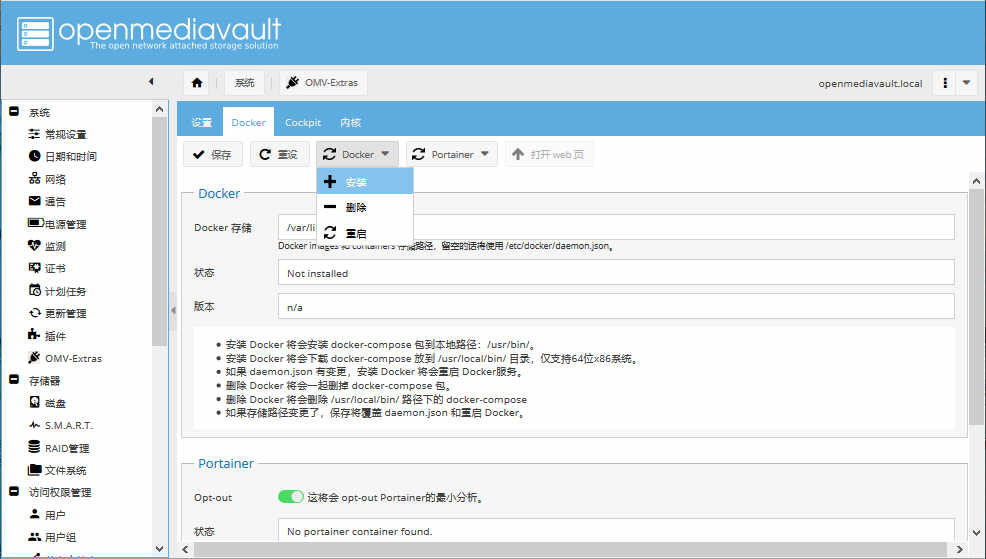 openmediavault
The open network attached storage solution
系统
OMV-Extras
openmediavault.local
系统
常规设置
日期和时间
网络
通告
电源管理
监测
证书
计划任务
更新管理
插件
OMV-Extras
存储器
磁盘
S.M.A.R.T.
RAID管理
文件系统
访问权限管理
用户
用户组
设置
Docker
Cockpit
内核
保存
重设
Docker
Portainer
打开 web 页
安装
删除
重启
Docker
Docker 存储
/var/li
Docker images 和 containers 存储路径，留空的话将使用 /etc/docker/daemon.json。
状态
Not installed
版本
n/a
• 安装 Docker 将会安装 docker-compose 包到本地路径：/usr/bin/。
• 安装 Docker 将会下载 docker-compose 放到 /usr/local/bin/ 目录，仅支持64位x86系统。
• 如果 daemon.json 有变更，安装 Docker 将会重启 Docker服务。
• 删除 Docker 将会一起删掉 docker-compose 包。
• 删除 Docker 将会删除 /usr/local/bin/ 路径下的 docker-compose
• 如果存储路径变更了，保存将覆盖 daemon.json 和重启 Docker。
Portainer
Opt-out
这将会 opt-out Portainer的最小分析。
状态
No portainer container found.